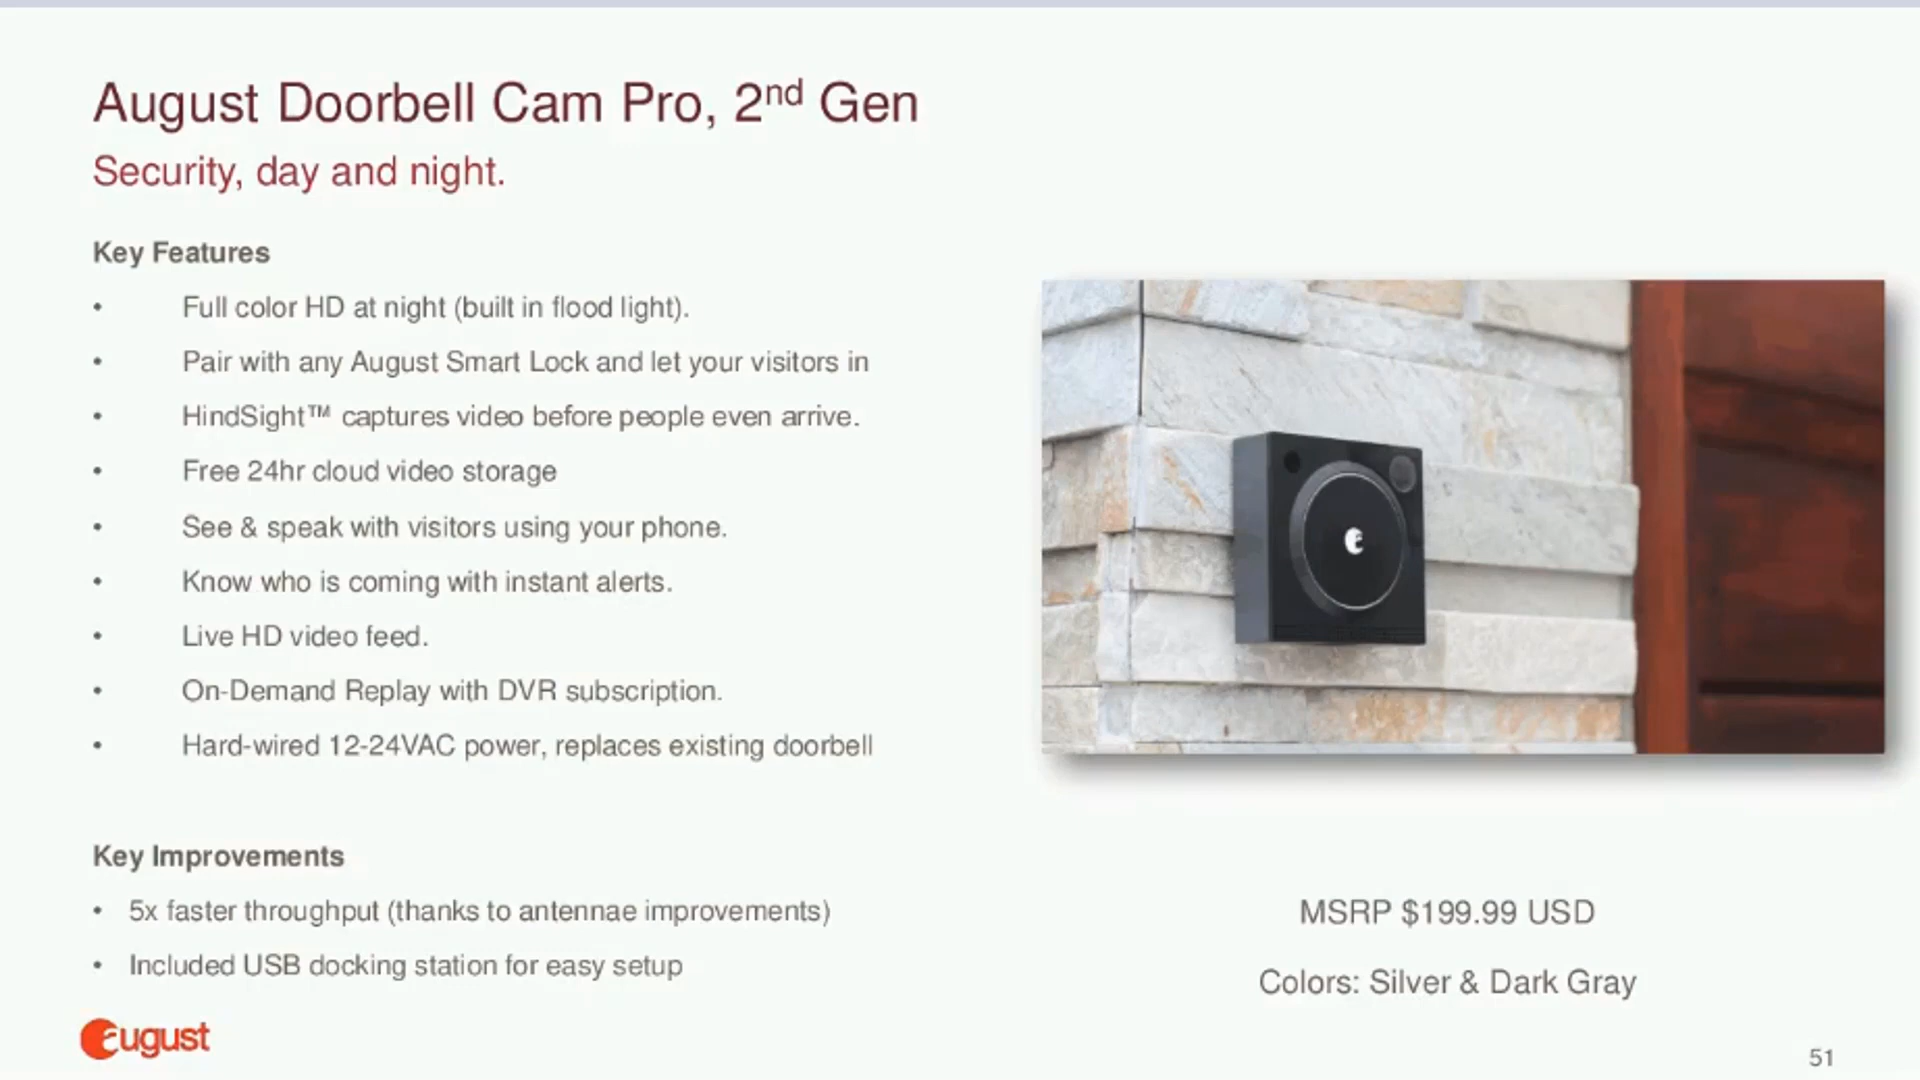 August Doorbell Cam Pro, 2nd Gen
Security, day and night.
Key Features
• Full color HD at night (built in flood light).
• Pair with any August Smart Lock and let your visitors in
• HindSight™ captures video before people even arrive.
• Free 24hr cloud video storage
• See & speak with visitors using your phone.
• Know who is coming with instant alerts.
• Live HD video feed.
• On-Demand Replay with DVR subscription.
• Hard-wired 12-24VAC power, replaces existing doorbell
Key Improvements
• 5x faster throughput (thanks to antennae improvements)
• Included USB docking station for easy setup
MSRP $199.99 USD
Colors: Silver & Dark Gray
august
51